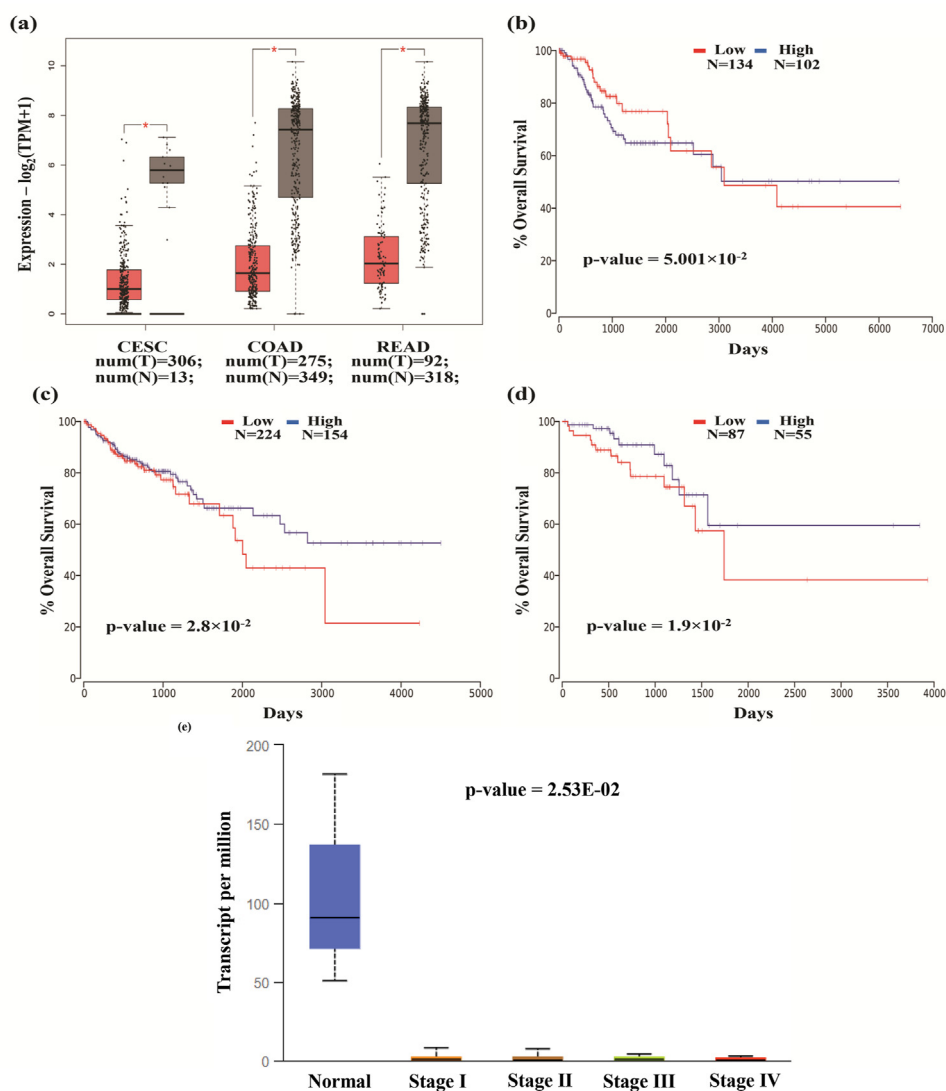 (a)
Expression – log2(TPM+1)
10
8
6
4
2
0
*
*
*
CESC
num(T)=306;
num(N)=13;
COAD
num(T)=275;
num(N)=349;
READ
num(T)=92;
num(N)=318;
(b)
% Overall Survival
100
80
60
40
20
0
Low High
N=134 N=102
p-value = 5.001×10-2
0 1000 2000 3000 4000 5000 6000 7000
Days
(c)
% Overall Survival
100
80
60
40
20
0
Low High
N=224 N=154
p-value = 2.8×10-2
0 1000 2000 3000 4000 5000
Days
(d)
% Overall Survival
100
80
60
40
20
0
Low High
N=87 N=55
p-value = 1.9×10-2
0 500 1000 1500 2000 2500 3000 3500 4000
Days
(e)
Transcript per million
200
150
100
50
0
p-value = 2.53E-02
Normal Stage I Stage II Stage III Stage IV